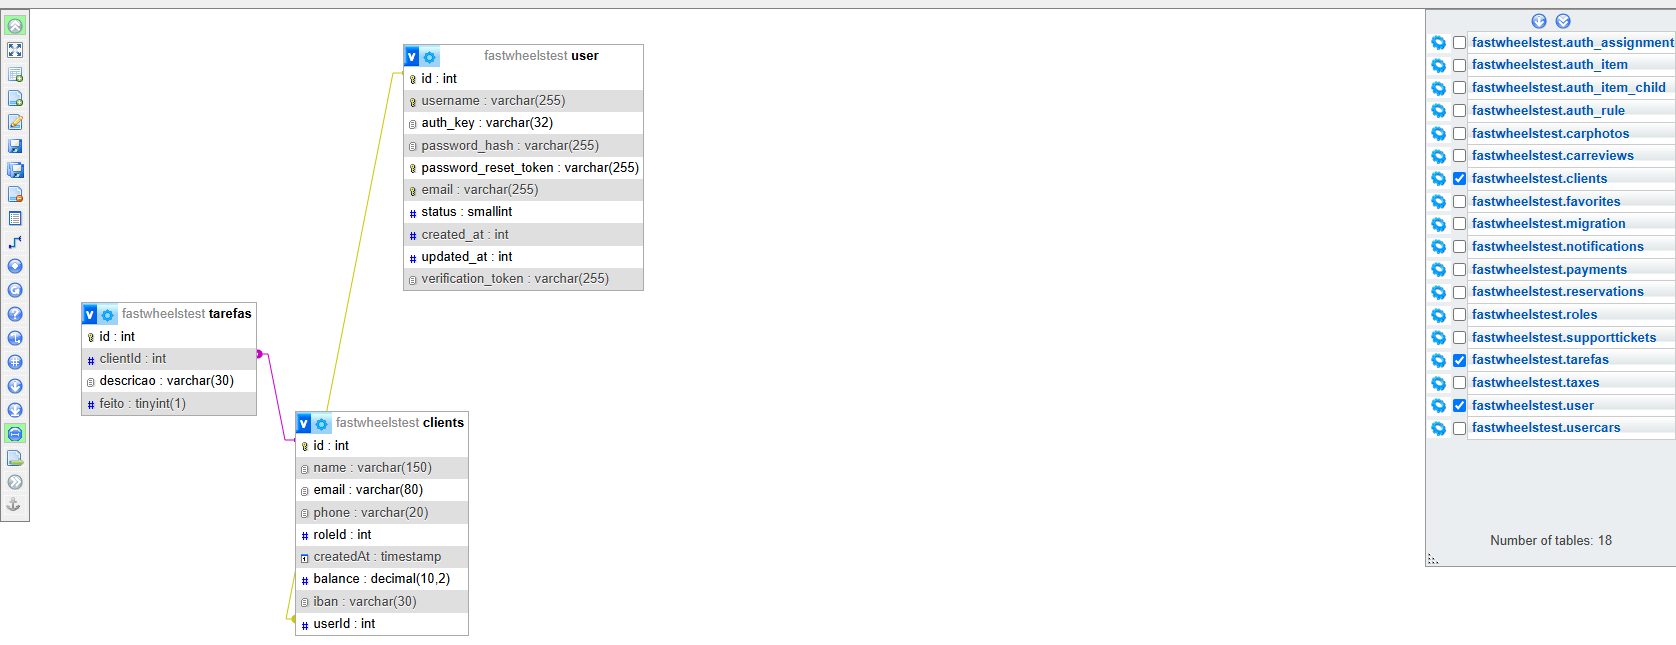 fastwheelstest user
id : int
username : varchar(255)
auth_key : varchar(32)
password_hash : varchar(255)
password_reset_token : varchar(255)
email : varchar(255)
status : smallint
created_at : int
updated_at : int
verification_token : varchar(255)
fastwheelstest tarefas
id : int
clientId : int
descricao : varchar(30)
feito : tinyint(1)
fastwheelstest clients
id : int
name : varchar(150)
email : varchar(80)
phone : varchar(20)
roleId : int
createdAt : timestamp
balance : decimal(10,2)
iban : varchar(30)
userId : int
fastwheelstest.auth_assignment
fastwheelstest.auth_item
fastwheelstest.auth_item_child
fastwheelstest.auth_rule
fastwheelstest.carphotos
fastwheelstest.carreviews
fastwheelstest.clients
fastwheelstest.favorites
fastwheelstest.migration
fastwheelstest.notifications
fastwheelstest.payments
fastwheelstest.reservations
fastwheelstest.roles
fastwheelstest.supporttickets
fastwheelstest.tarefas
fastwheelstest.taxes
fastwheelstest.user
fastwheelstest.usercars
Number of tables: 18